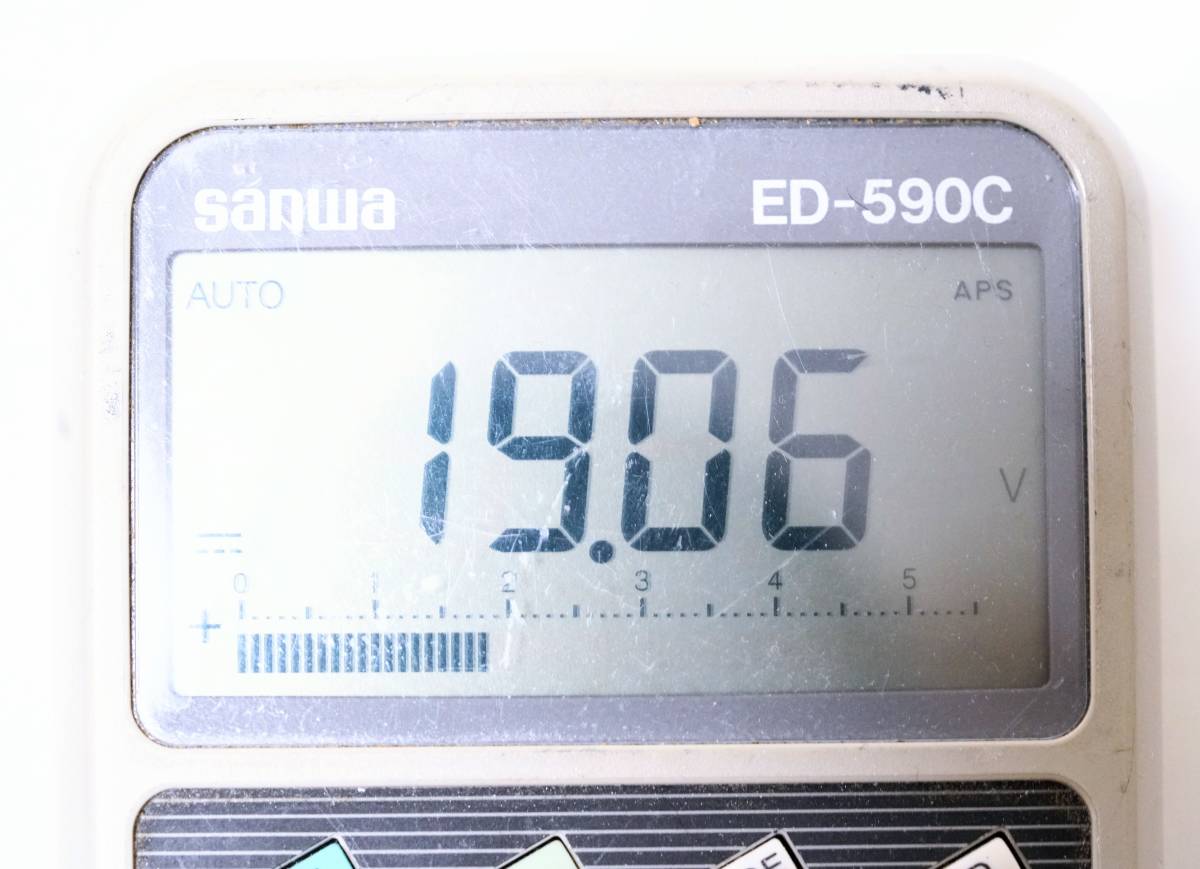 sanwa ED-590C
AUTO APS
19.06
V
0 1 2 3 4 5
+